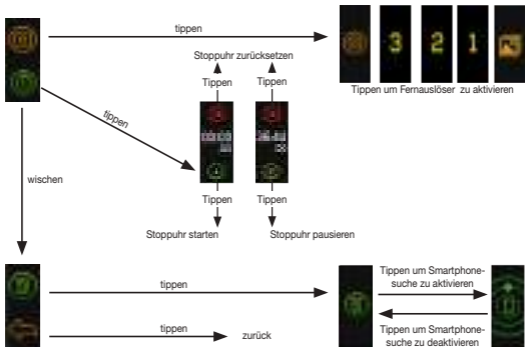 tippen
3 2 1
Tippen um Fernauslöser zu aktivieren
Stoppuhr zurücksetzen
Tippen Tippen
tippen
Tippen Tippen
Stoppuhr starten Stoppuhr pausieren
wischen
tippen
Tippen um Smartphone-
suche zu aktivieren
tippen
zurück
Tippen um Smartphone-
suche zu deaktivieren